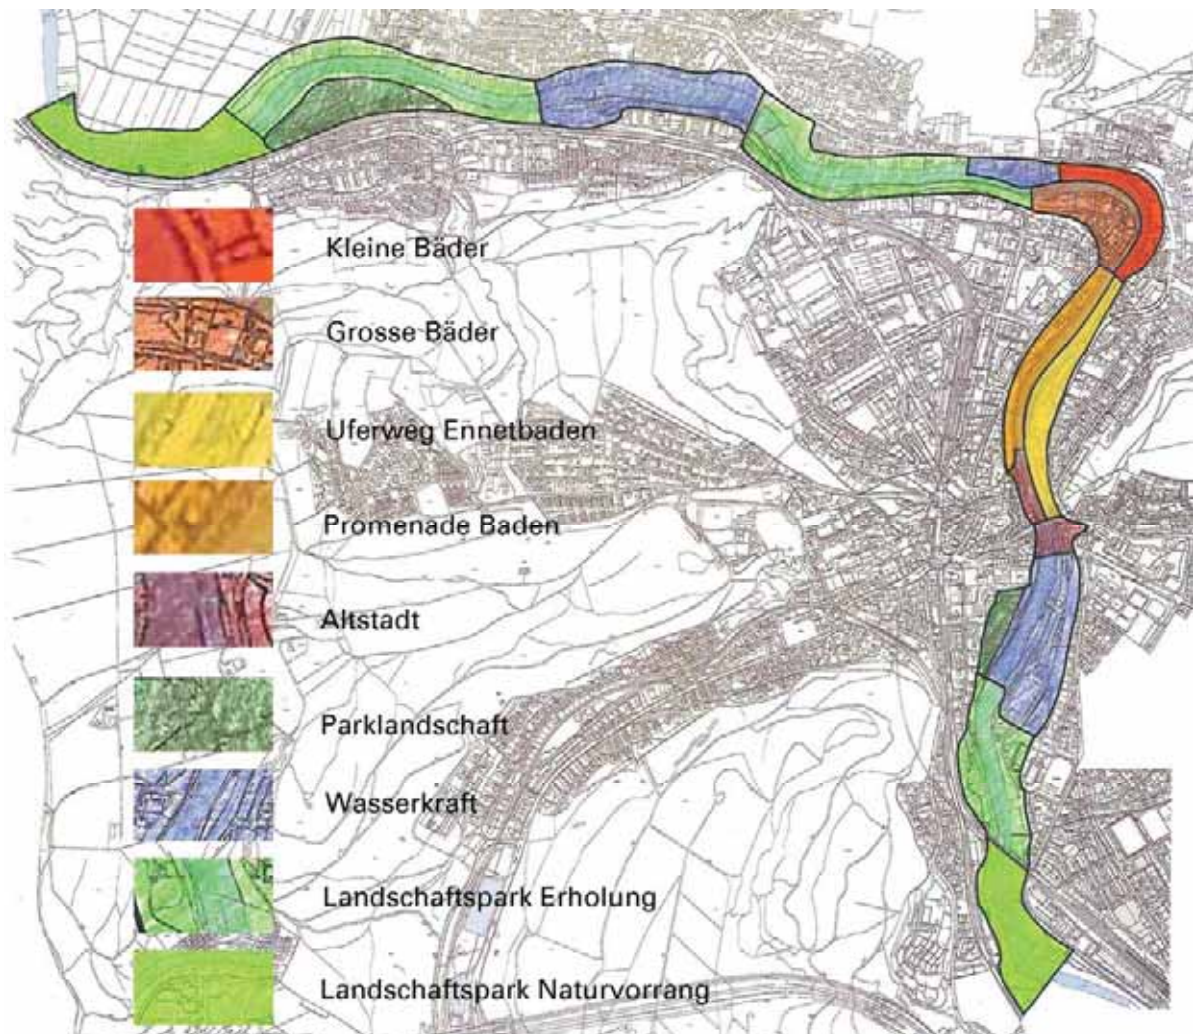 Kleine Bäder
Grosse Bäder
Uferweg Ennetbaden
Promenade Baden
Altstadt
Parklandschaft
Wasserkraft
Landschaftspark Erholung
Landschaftspark Naturvorrang